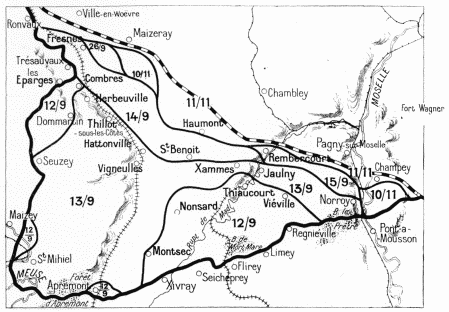 Ville-en-Woëvre
Ronvaux
Maizeray
Fresnes
26/9
10/11
Trésauvaux
les
Eparges
Combres
11/11
Chambley
MOSELLE
Fort Wagner
12/9
Herbeuville
14/9
Dommartin
Thillot
-sous-les-Côtes
Haumont
Hattonville
St Benoit
Pagny-sur-Moselle
Rembercourt
Seuzey
Vigneulles
Xammes
Jaulny
11/11
Champey
Thiaucourt
13/9
15/9
10/11
Viéville
Norroy
13/9
Nonsard
12/9
B. le
Prêtre
Maizey
12
9
Rupt de
Mad
Regniéville
Pont-à-
Mousson
St Mihiel
Montsec
B. de
Mort Mare
Limey
MEUSE
Flirey
Forêt
Apremont
12
9
Seicheprey
Xivray
d'Apremont